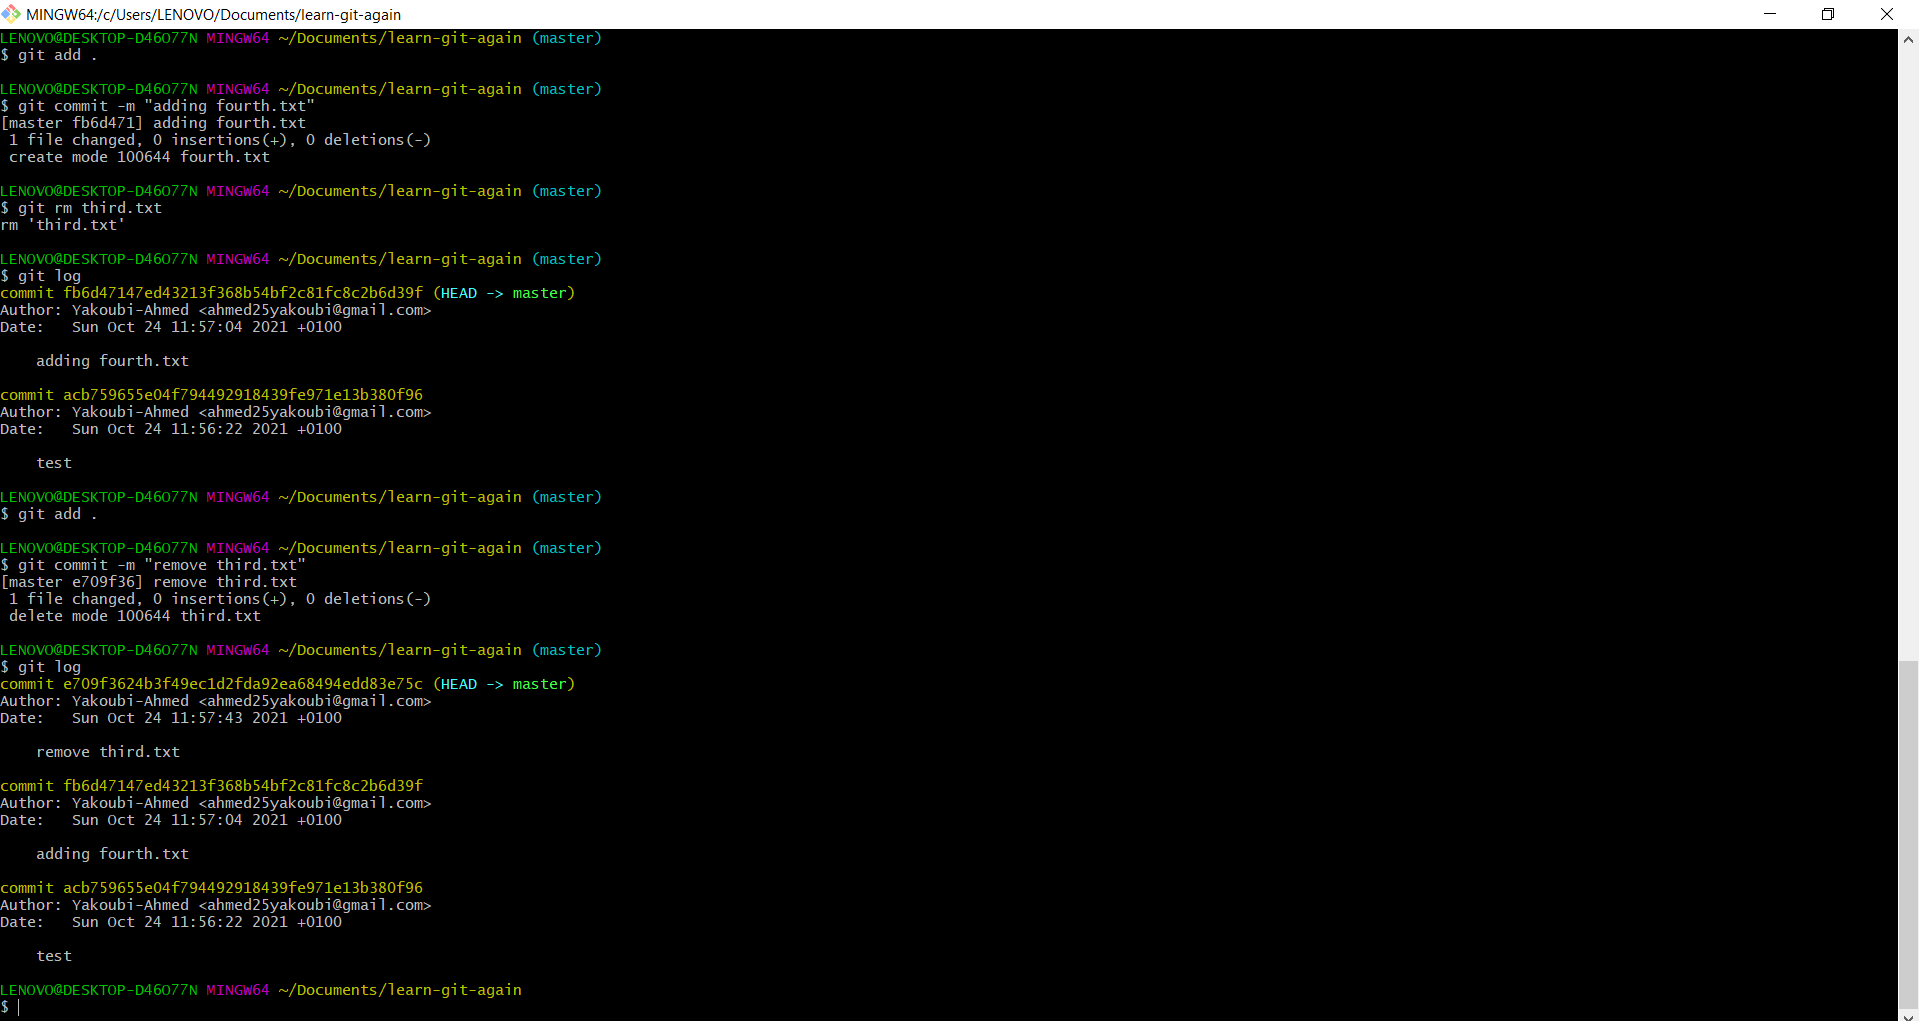 MINGW64:/c/Users/LENOVO/Documents/learn-git-again
LENOVO@DESKTOP-D46O77N MINGW64 ~/Documents/learn-git-again (master)
$ git add .
LENOVO@DESKTOP-D46O77N MINGW64 ~/Documents/learn-git-again (master)
$ git commit -m "adding fourth.txt"
[master fb6d471] adding fourth.txt
 1 file changed, 0 insertions(+), 0 deletions(-)
 create mode 100644 fourth.txt
LENOVO@DESKTOP-D46O77N MINGW64 ~/Documents/learn-git-again (master)
$ git rm third.txt
rm 'third.txt'
LENOVO@DESKTOP-D46O77N MINGW64 ~/Documents/learn-git-again (master)
$ git log
commit fb6d47147ed43213f368b54bf2c81fc8c2b6d39f (HEAD -> master)
Author: Yakoubi-Ahmed <ahmed25yakoubi@gmail.com>
Date:   Sun Oct 24 11:57:04 2021 +0100
    adding fourth.txt
commit acb759655e04f794492918439fe971e13b380f96
Author: Yakoubi-Ahmed <ahmed25yakoubi@gmail.com>
Date:   Sun Oct 24 11:56:22 2021 +0100
    test
LENOVO@DESKTOP-D46O77N MINGW64 ~/Documents/learn-git-again (master)
$ git add .
LENOVO@DESKTOP-D46O77N MINGW64 ~/Documents/learn-git-again (master)
$ git commit -m "remove third.txt"
[master e709f36] remove third.txt
 1 file changed, 0 insertions(+), 0 deletions(-)
 delete mode 100644 third.txt
LENOVO@DESKTOP-D46O77N MINGW64 ~/Documents/learn-git-again (master)
$ git log
commit e709f3624b3f49ec1d2fda92ea68494edd83e75c (HEAD -> master)
Author: Yakoubi-Ahmed <ahmed25yakoubi@gmail.com>
Date:   Sun Oct 24 11:57:43 2021 +0100
    remove third.txt
commit fb6d47147ed43213f368b54bf2c81fc8c2b6d39f
Author: Yakoubi-Ahmed <ahmed25yakoubi@gmail.com>
Date:   Sun Oct 24 11:57:04 2021 +0100
    adding fourth.txt
commit acb759655e04f794492918439fe971e13b380f96
Author: Yakoubi-Ahmed <ahmed25yakoubi@gmail.com>
Date:   Sun Oct 24 11:56:22 2021 +0100
    test
LENOVO@DESKTOP-D46O77N MINGW64 ~/Documents/learn-git-again
$